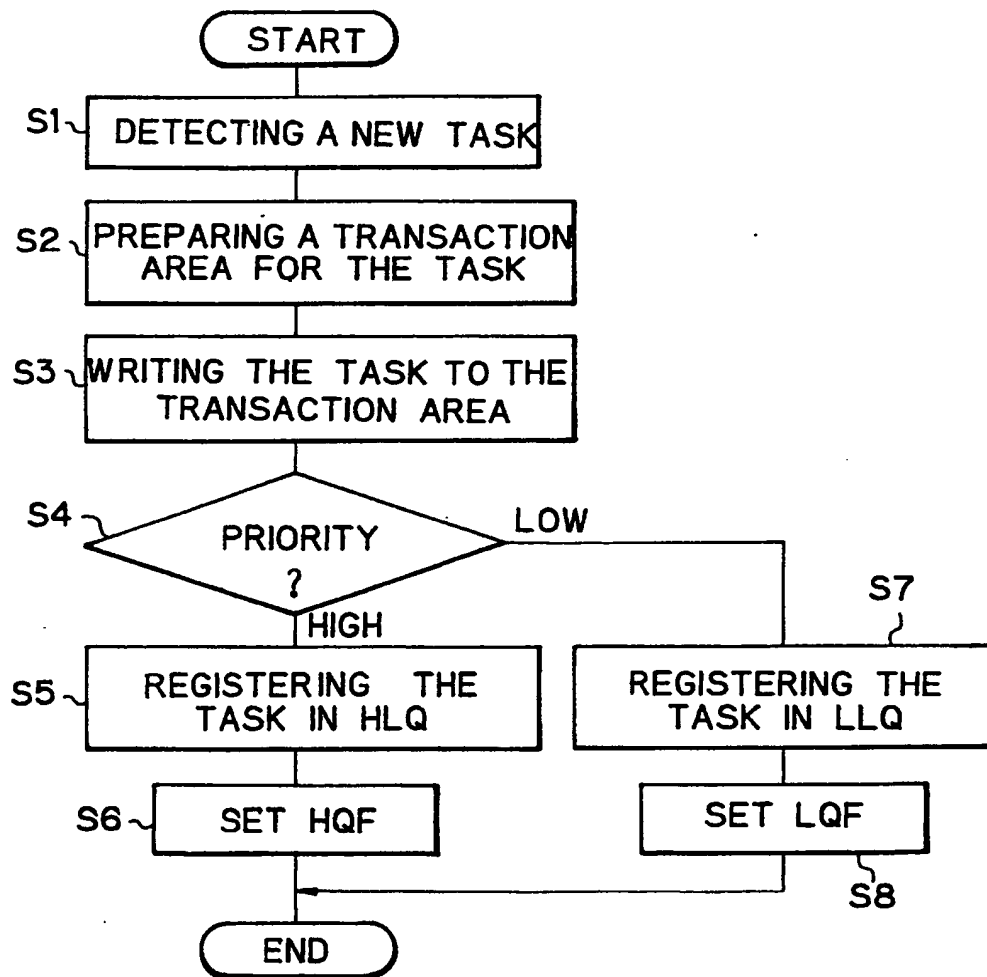 START
S1
DETECTING A NEW TASK
S2
PREPARING A TRANSACTION
AREA FOR THE TASK
S3
WRITING THE TASK TO THE
TRANSACTION AREA
S4
PRIORITY
?
LOW
HIGH
S5
REGISTERING THE
TASK IN HLQ
S7
REGISTERING THE
TASK IN LLQ
S6
SET HQF
SET LQF
S8
END